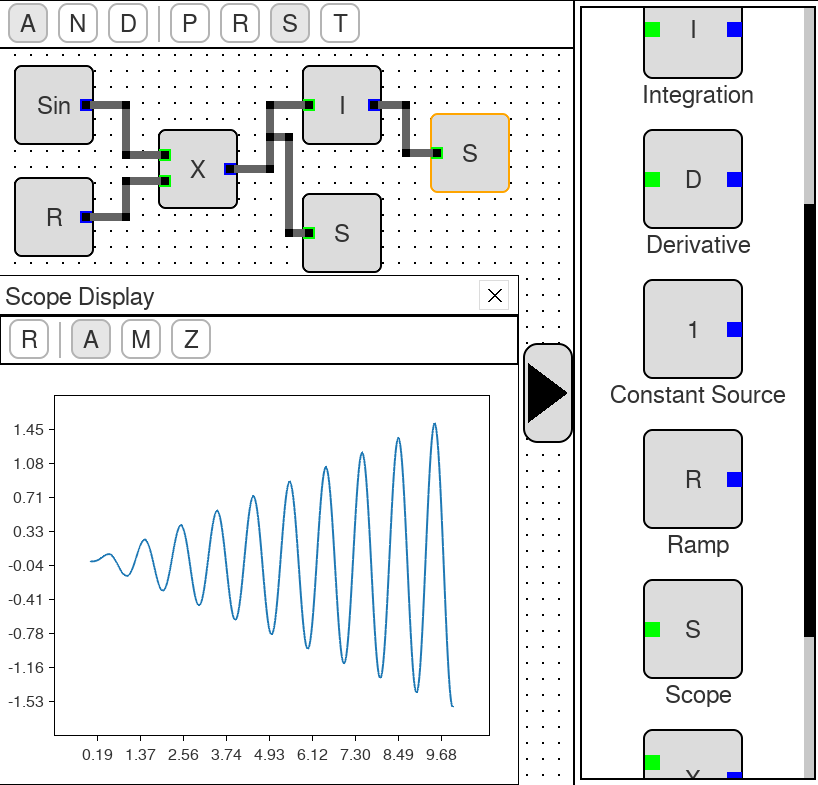 A N D P R S T
Sin
R
X
I
S
S
Scope Display
R A M Z
1.45
1.08
0.71
0.33
-0.04
-0.41
-0.78
-1.16
-1.53
0.19 1.37 2.56 3.74 4.93 6.12 7.30 8.49 9.68
I
Integration
D
Derivative
1
Constant Source
R
Ramp
S
Scope
X